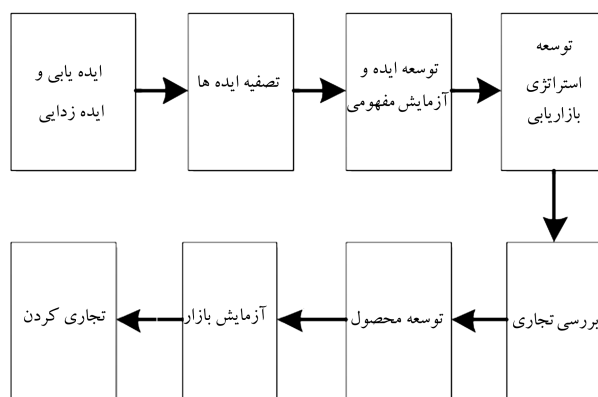 ایده یابی و
ایده زدایی
تصفیه ایده ها
توسعه ایده و
آزمایش مفهومی
توسعه
استراتژی
بازاریابی
بررسی تجاری
توسعه محصول
آزمایش بازار
تجاری کردن